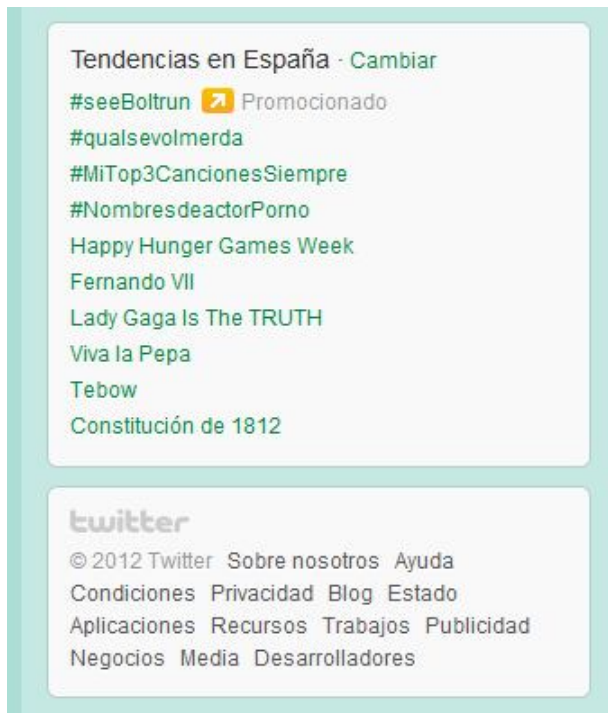 Tendencias en España · Cambiar
#seeBoltrun Promocionado
#qualsevolmerda
#MiTop3CancionesSiempre
#NombresdeactorPorno
Happy Hunger Games Week
Fernando VII
Lady Gaga Is The TRUTH
Viva la Pepa
Tebow
Constitución de 1812
twitter
© 2012 Twitter Sobre nosotros Ayuda
Condiciones Privacidad Blog Estado
Aplicaciones Recursos Trabajos Publicidad
Negocios Media Desarrolladores